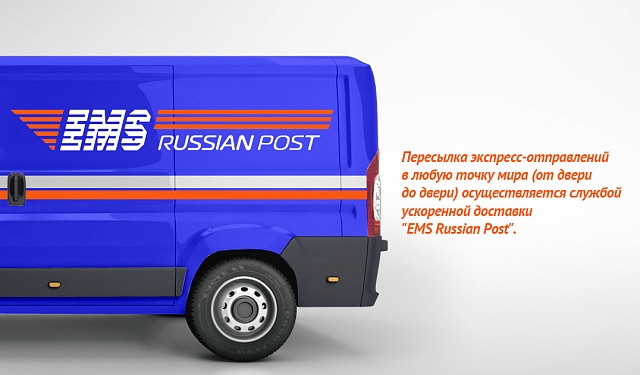 EMS RUSSIAN POST
Пересылка экспресс-отправлений
в любую точку мира (от двери
до двери) осуществляется службой
ускоренной доставки
"EMS Russian Post".